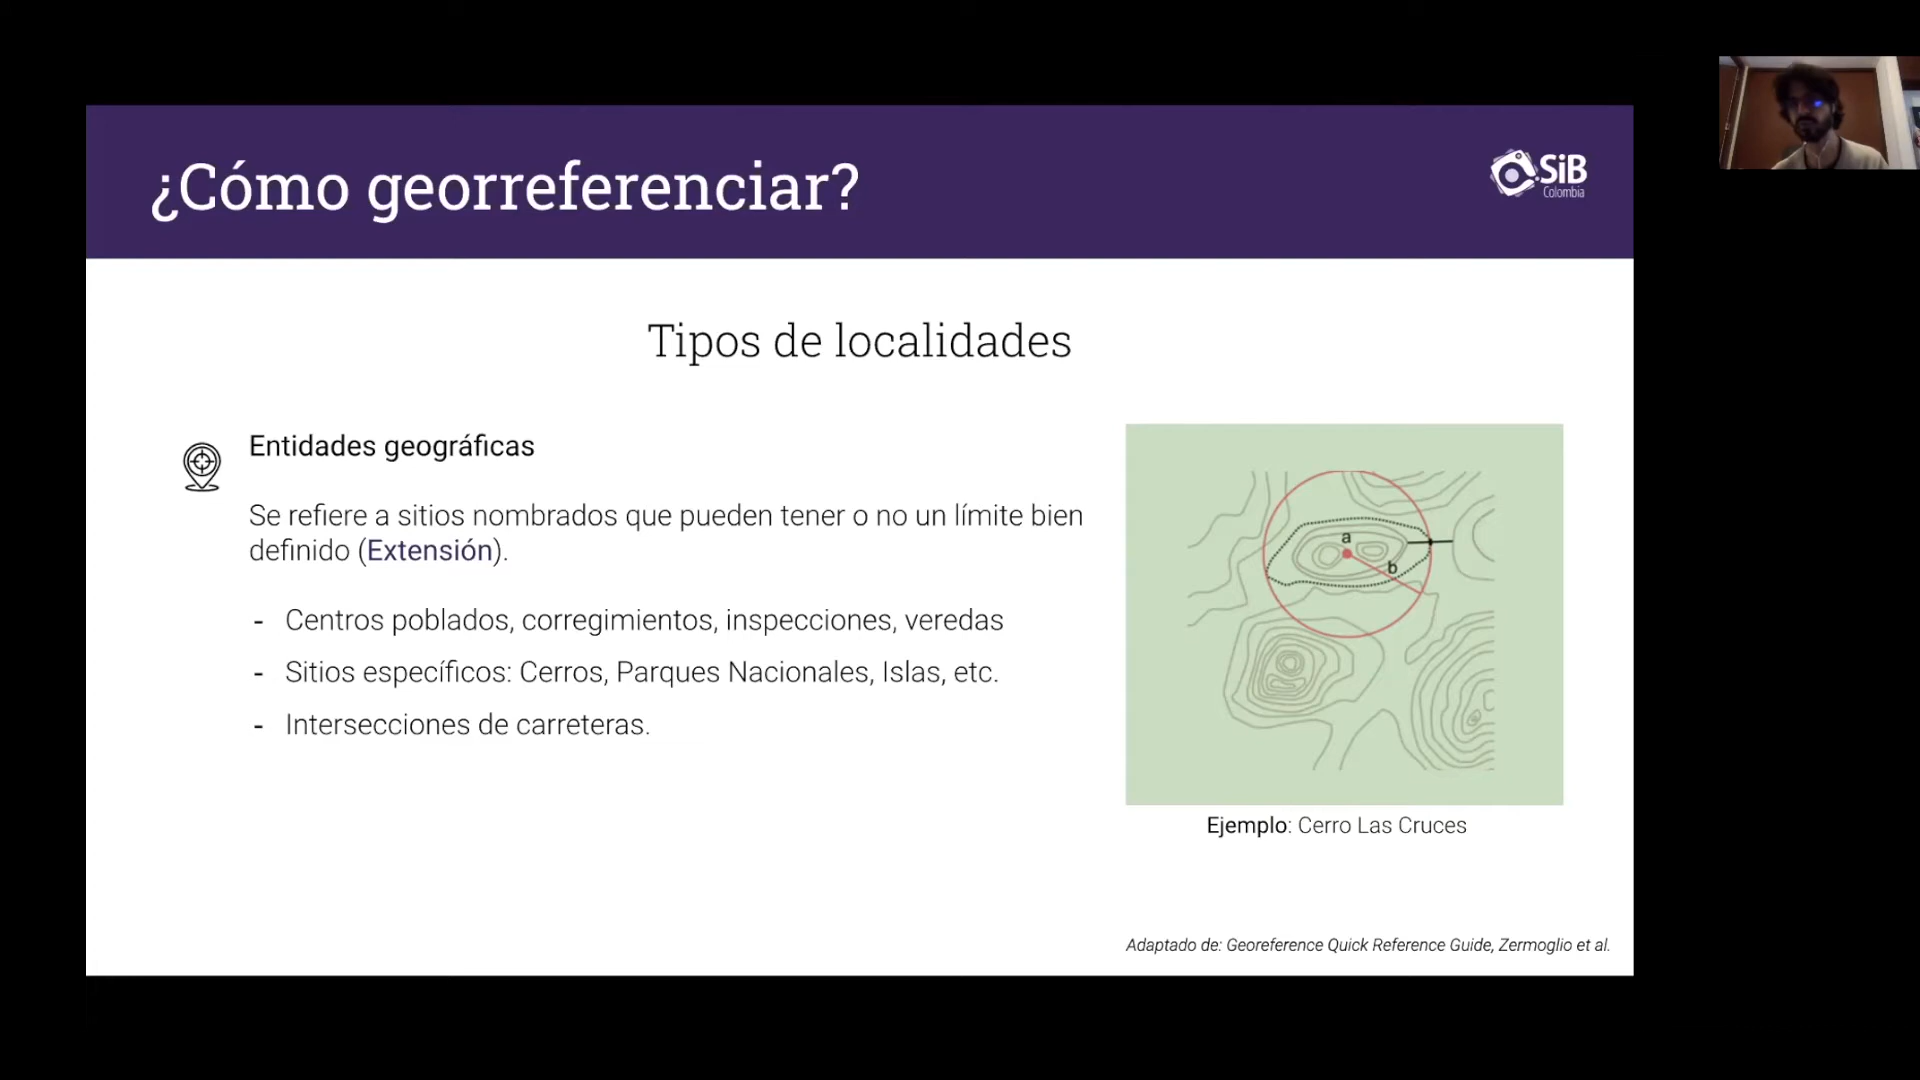 ¿Cómo georreferenciar?
SiB
Colombia
Tipos de localidades
Entidades geográficas
Se refiere a sitios nombrados que pueden tener o no un límite bien
definido (Extensión).
- Centros poblados, corregimientos, inspecciones, veredas
- Sitios específicos: Cerros, Parques Nacionales, Islas, etc.
- Intersecciones de carreteras.
a
b
Ejemplo: Cerro Las Cruces
Adaptado de: Georeference Quick Reference Guide, Zermoglio et al.